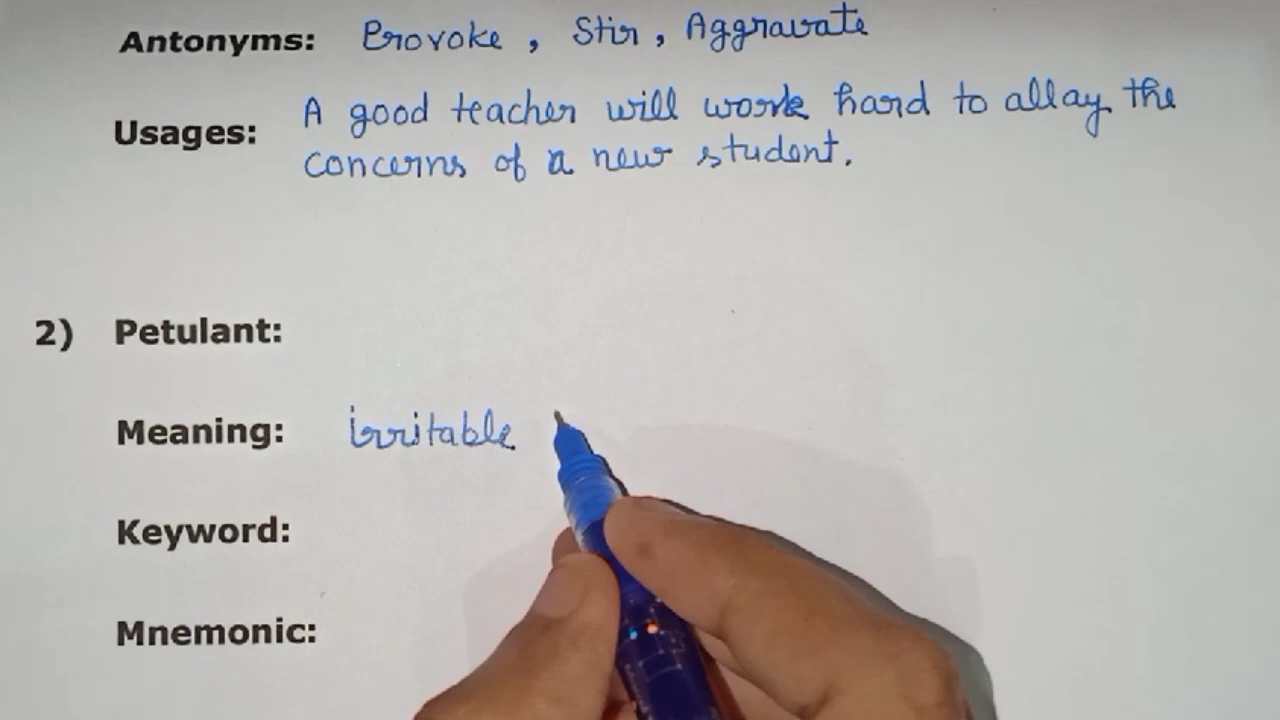 Antonyms: Provoke, Stir, Aggravate
Usages: A good teacher will work hard to allay the
concerns of a new student.
2) Petulant:
Meaning: irritable
Keyword:
Mnemonic: